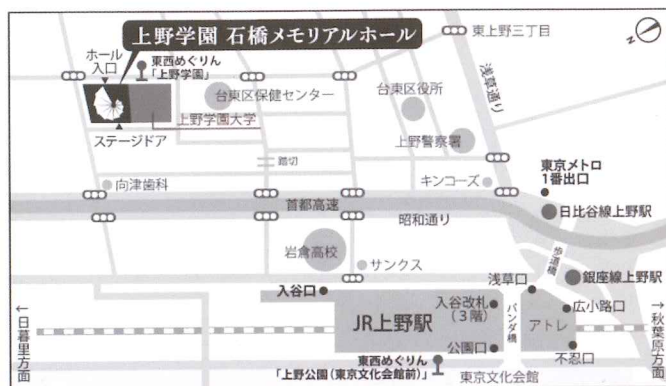 上野学園 石橋メモリアルホール
東上野三丁目
N
ホール
入口
東西めぐりん
「上野学園」
台東区保健センター
台東区役所
浅草通り
上野学園大学
ステージドア
上野警察署
踏切
東京メトロ
1番出口
向津歯科
キンコーズ
首都高速
日比谷線上野駅
昭和通り
岩倉高校
歩道橋
サンクス
浅草口
銀座線上野駅
入谷口
入谷改札
（3階）
広小路口
JR上野駅
パンダ橋
アトレ
←日暮里方面
→秋葉原方面
公園口
不忍口
東西めぐりん
「上野公園（東京文化会館前）」
東京文化会館